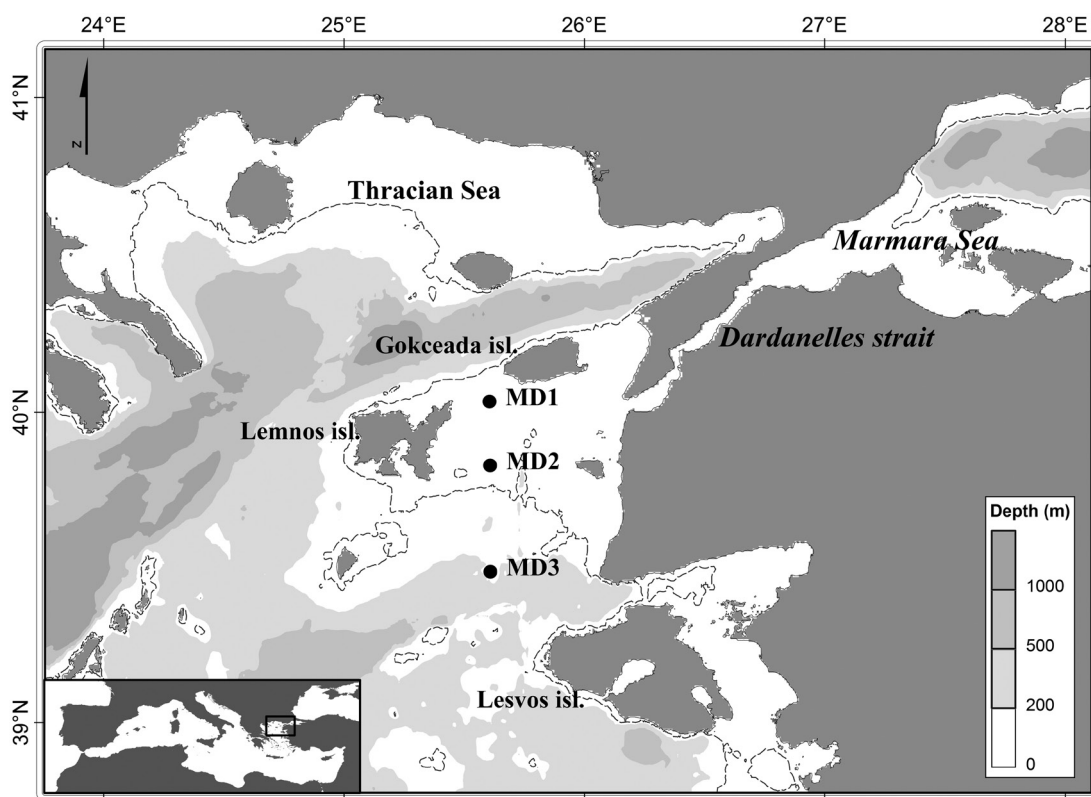 24°E 25°E 26°E 27°E 28°E
41°N
z
Thracian Sea
Marmara Sea
Dardanelles strait
Gokceada isl.
MD1
40°N
Lemnos isl.
MD2
Depth (m)
MD3
1000
500
Lesvos isl.
200
39°N
0